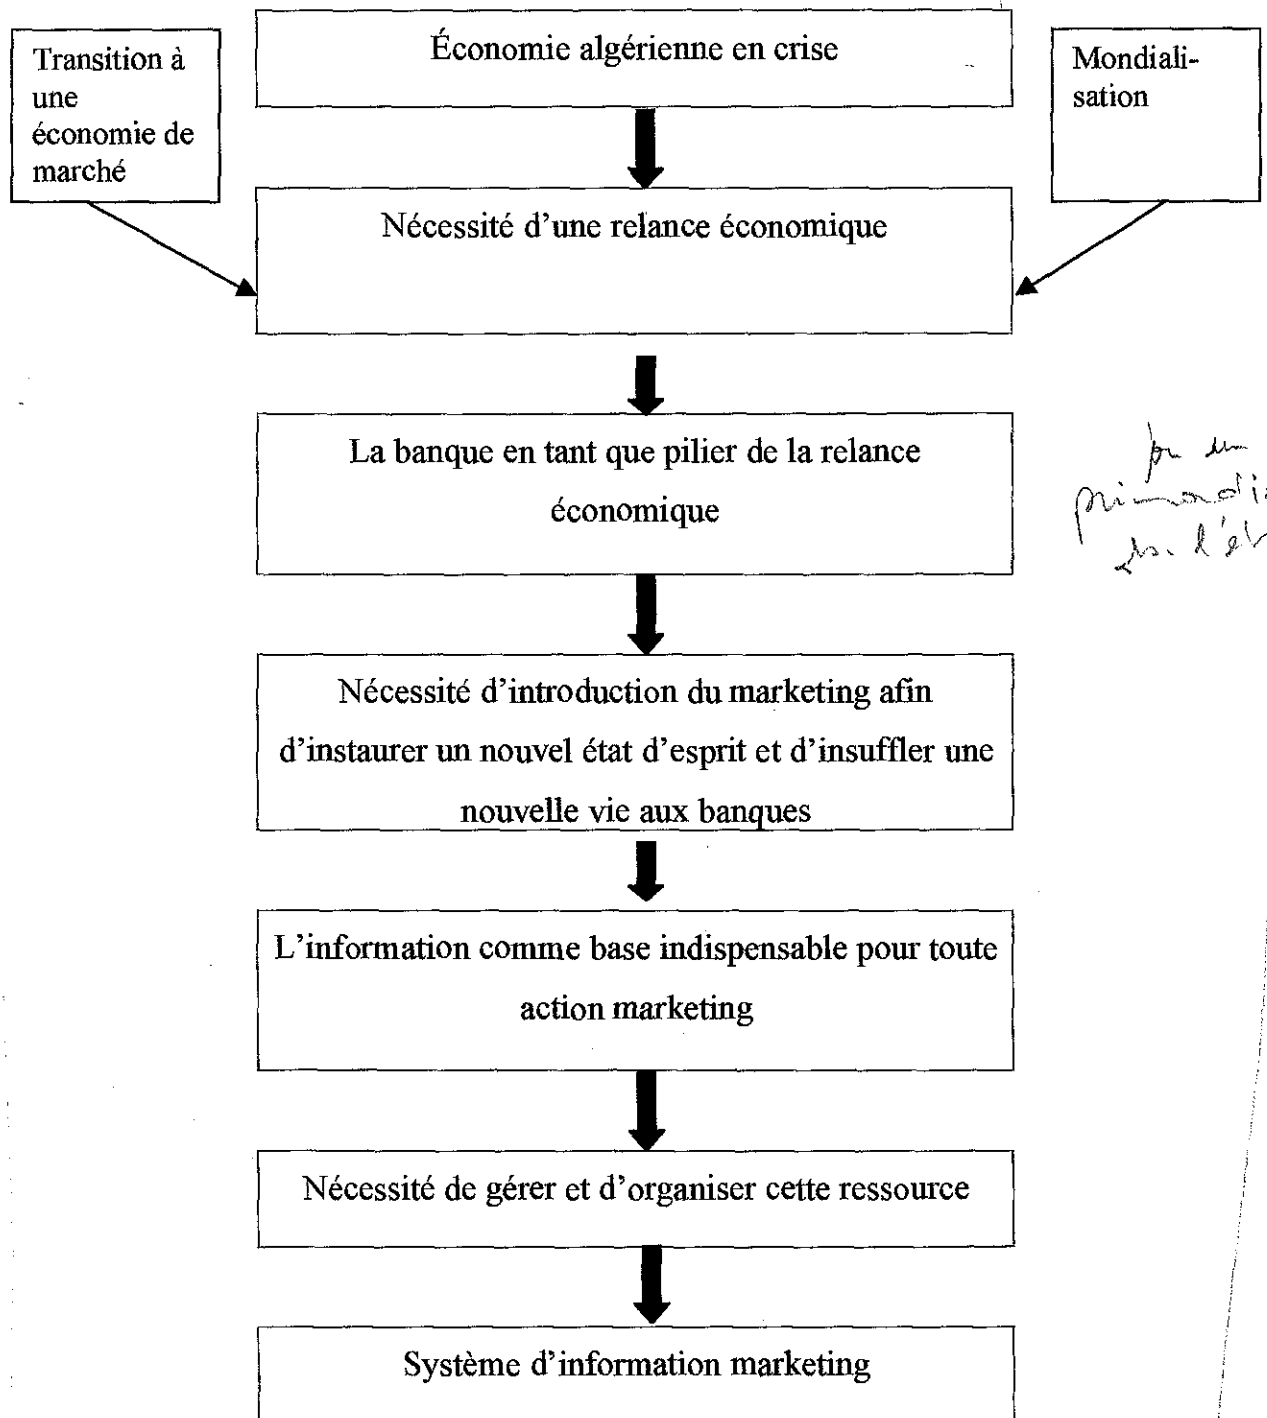 Économie algérienne en crise
Transition à
une
économie de
marché
Mondiali-
sation
Nécessité d'une relance économique
La banque en tant que pilier de la relance
économique
Nécessité d'introduction du marketing afin
d'instaurer un nouvel état d'esprit et d'insuffler une
nouvelle vie aux banques
L'information comme base indispensable pour toute
action marketing
Nécessité de gérer et d'organiser cette ressource
Système d'information marketing